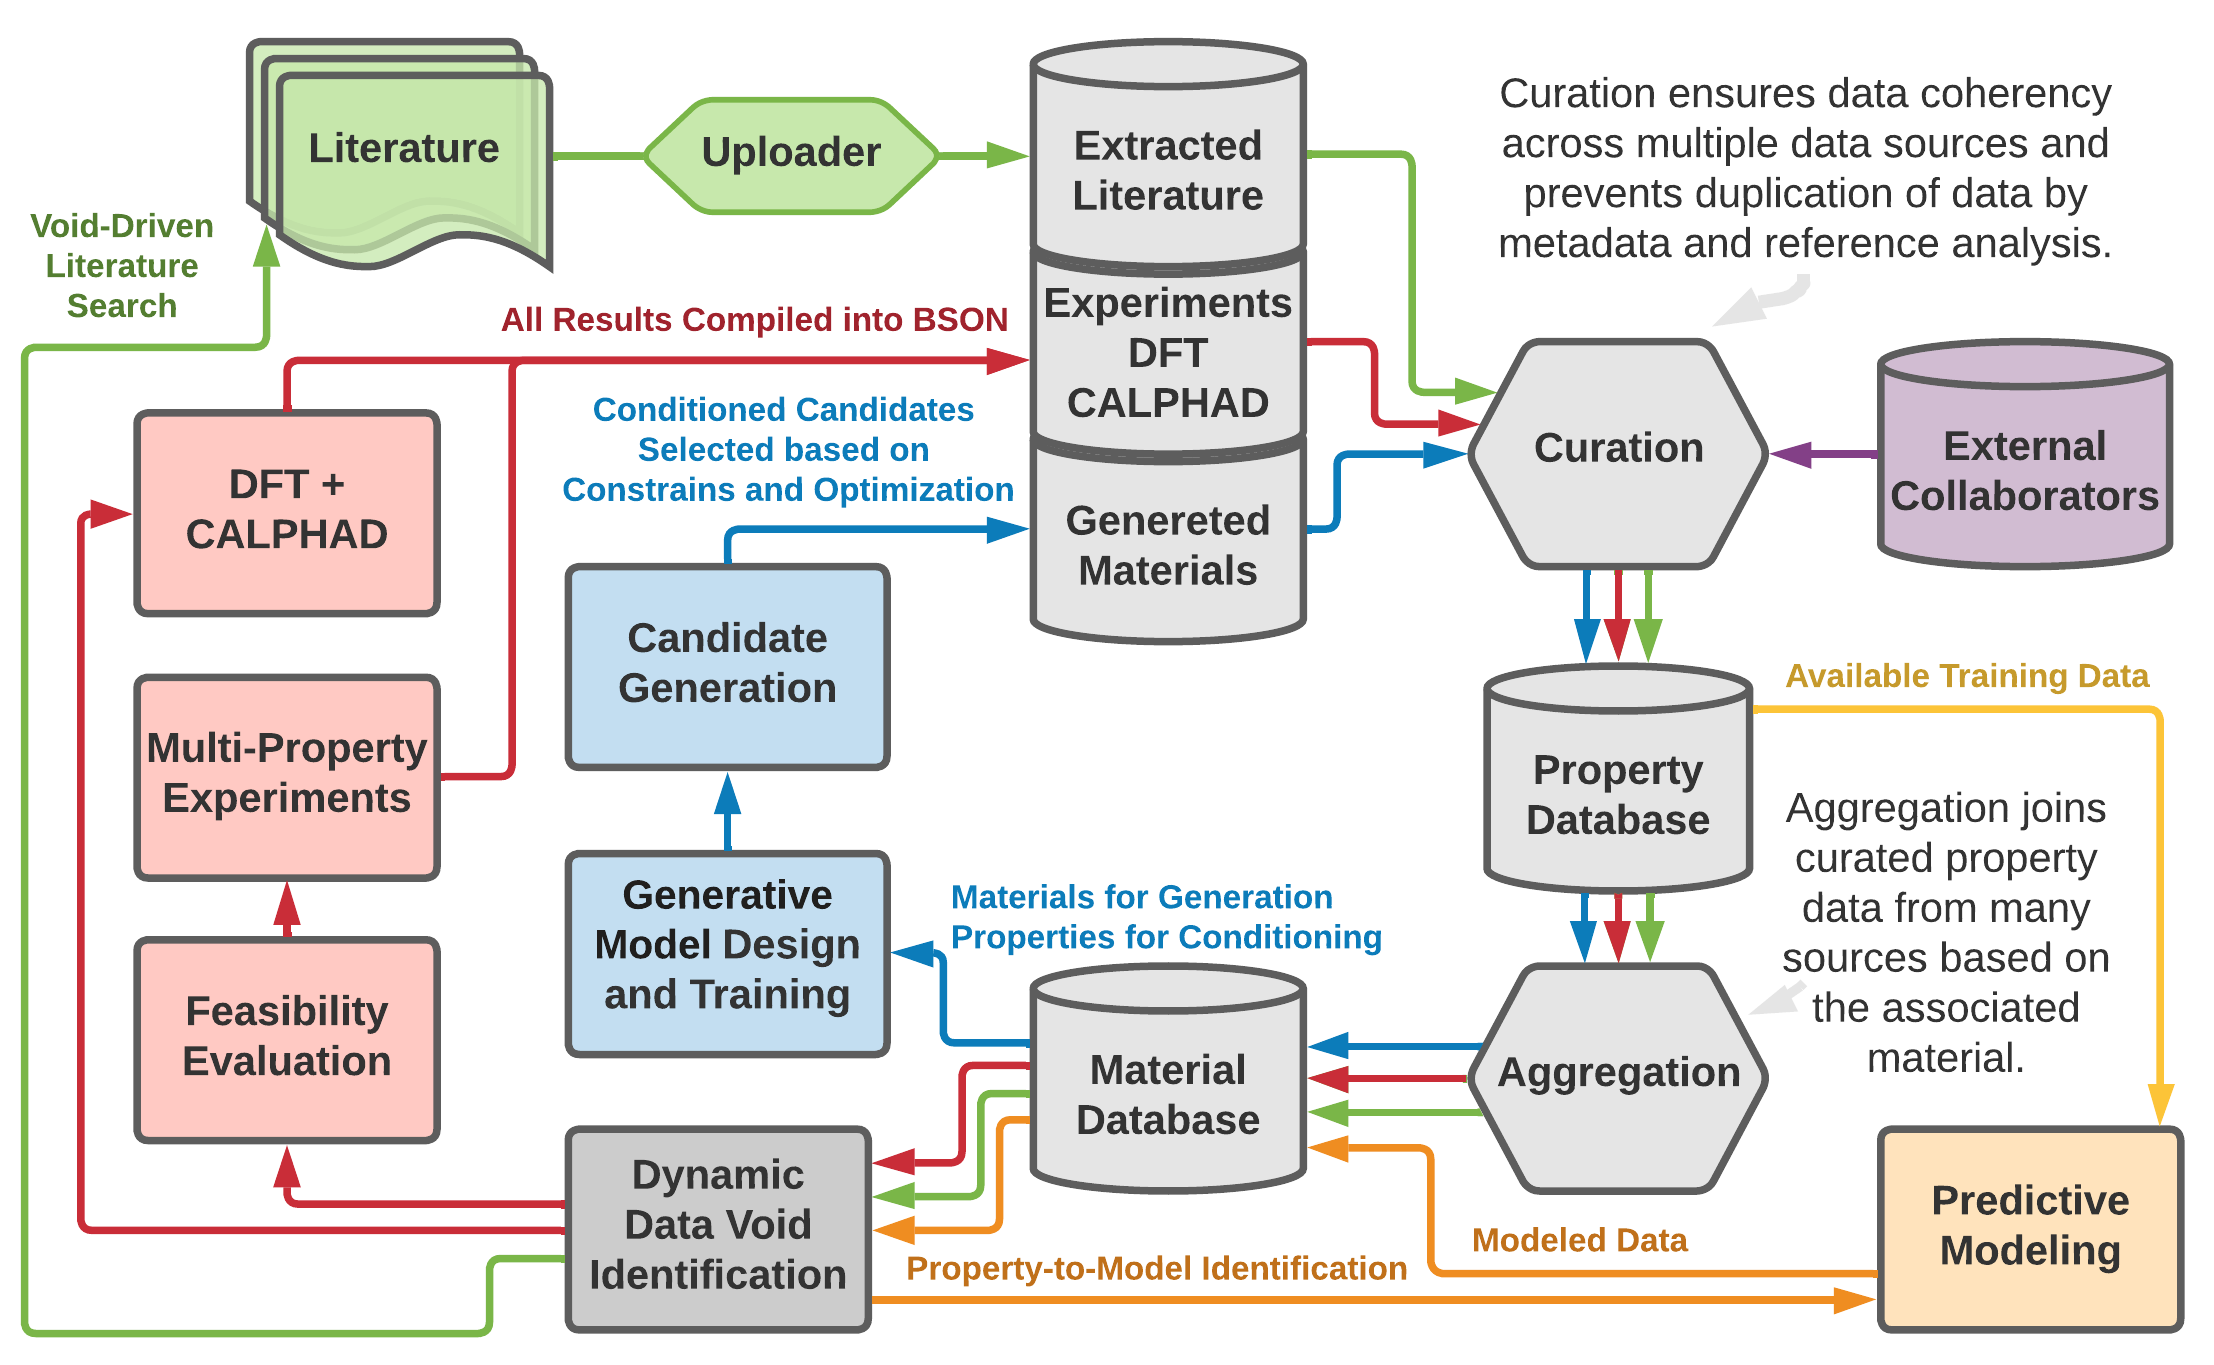 Literature
Uploader
Extracted
Literature
Curation ensures data coherency
across multiple data sources and
prevents duplication of data by
metadata and reference analysis.
Void-Driven
Literature
Search
All Results Compiled into BSON
Experiments
DFT
CALPHAD
Conditioned Candidates
Selected based on
Constrains and Optimization
Curation
External
Collaborators
DFT +
CALPHAD
Genereted
Materials
Candidate
Generation
Available Training Data
Multi-Property
Experiments
Property
Database
Aggregation joins
curated property
data from many
sources based on
the associated
material.
Generative
Model Design
and Training
Materials for Generation
Properties for Conditioning
Feasibility
Evaluation
Material
Database
Aggregation
Dynamic
Data Void
Identification
Predictive
Modeling
Modeled Data
Property-to-Model Identification